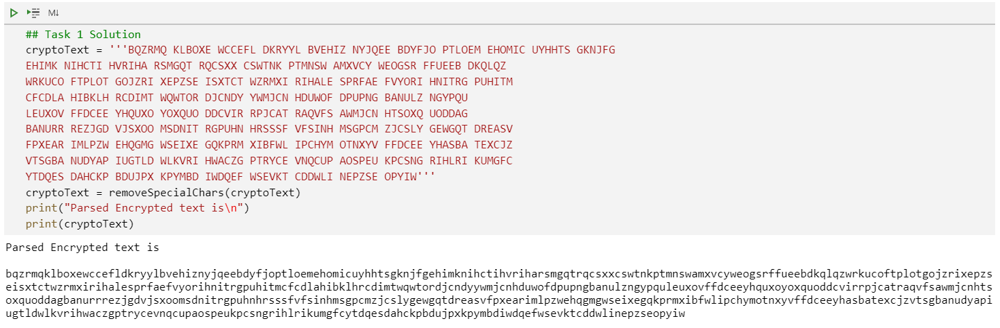 M↓
## Task 1 Solution
cryptoText = '''BQZRMQ KLBOXE WCCEFL DKRYYL BVEHIZ NYJQEE BDYFJO PTLOEM EHOMIC UYHHTS GKNJFG
EHIMK NIHCTI HVRIHA RSMGQT RQCSXX CSWTNK PTMNSW AMXVCY WEOGSR FFUEEB DKQLQZ
WRKUCO FTPLOT GOJZRI XEPZSE ISXTCT WZRMXI RIHALE SPRFAE FVYORI HNITRG PUHITM
CFCDLA HIBKLH RCDIMT WQWTOR DJCNDY YWMJCN HDUWOF DPUPNG BANULZ NGYPQU
LEUXOV FFDCEE YHQUXO YOXQUO DDCVIR RPJCAT RAQVFS AWMJCN HTSOXQ UODDAG
BANURR REZJGD VJSXOO MSDNIT RGPUHN HRSSSF VFSINH MSGPCM ZJCSLY GEWGQT DREASV
FPXEAR IMLPZW EHQGMG WSEIXE GQKPRM XIBFWL IPCHYM OTNXYV FFDCEE YHASBA TEXCJZ
VTSGBA NUDYAP IUGTLD WLKVRI HWACZG PTRYCE VNQCUP AOSPEU KPCSNG RIHLRI KUMGFC
YTDQES DAHCKP BDUJPX KPYMBD IWDQEF WSEVKT CDDWLI NEPZSE OPYIW'''
cryptoText = removeSpecialChars(cryptoText)
print("Parsed Encrypted text is\n")
print(cryptoText)
Parsed Encrypted text is
bqzrmqklboxewccefldkryylbvehiznyjqeebdyfjoptloemehomicuyhhtsgknjfgehimknihctihvriharsmgqtrqcsxxcswtnkptmnswamxvcyweogsrffueebdkqlqzwrkucoftplotgojzrixepzs
eisxtctwzrmxirihalesprfaefvyorihnitrgpuhitmcfcdlahibklhrcdimtwqwtordjcndyywmjcnhduwofdpupngbanulzngypquleuxovffdceeyhquxoyoxquoddcvirrpjcatraqvfsawmjcnhts
oxquoddagbanurrrezjgdvjsxoomsdnitrgpuhnhrsssfvfsinhmsgpcmzjcslygewgqtdreasvfpxearimlpzwehqgmgwseixegqkprmxibfwlipchymotnxyvffdceeyhasbatexcjzvtsgbanudyapi
ugtldwlkvrihwaczgptrycevnqcupaospeukpcsngrihlrikumgfcytdqesdahckpbdujpxkpymbdiwdqefwsevktcddwlinepzseopyiw